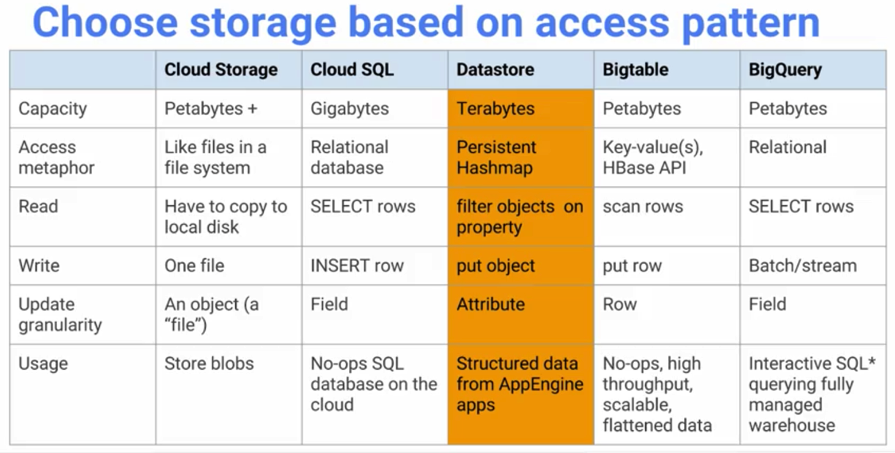 Choose storage based on access pattern
Cloud Storage Cloud SQL Datastore Bigtable BigQuery
Capacity Petabytes + Gigabytes Terabytes Petabytes Petabytes
Access Like files in a Relational Persistent Key-value(s), Relational
metaphor file system database Hashmap HBase API
Read Have to copy to SELECT rows filter objects on scan rows SELECT rows
local disk property
Write One file INSERT row put object put row Batch/stream
Update An object (a Field Attribute Row Field
granularity “file”)
Usage Store blobs No-ops SQL Structured data No-ops, high Interactive SQL*
database on the from AppEngine throughput, querying fully
cloud apps scalable, managed
flattened data warehouse